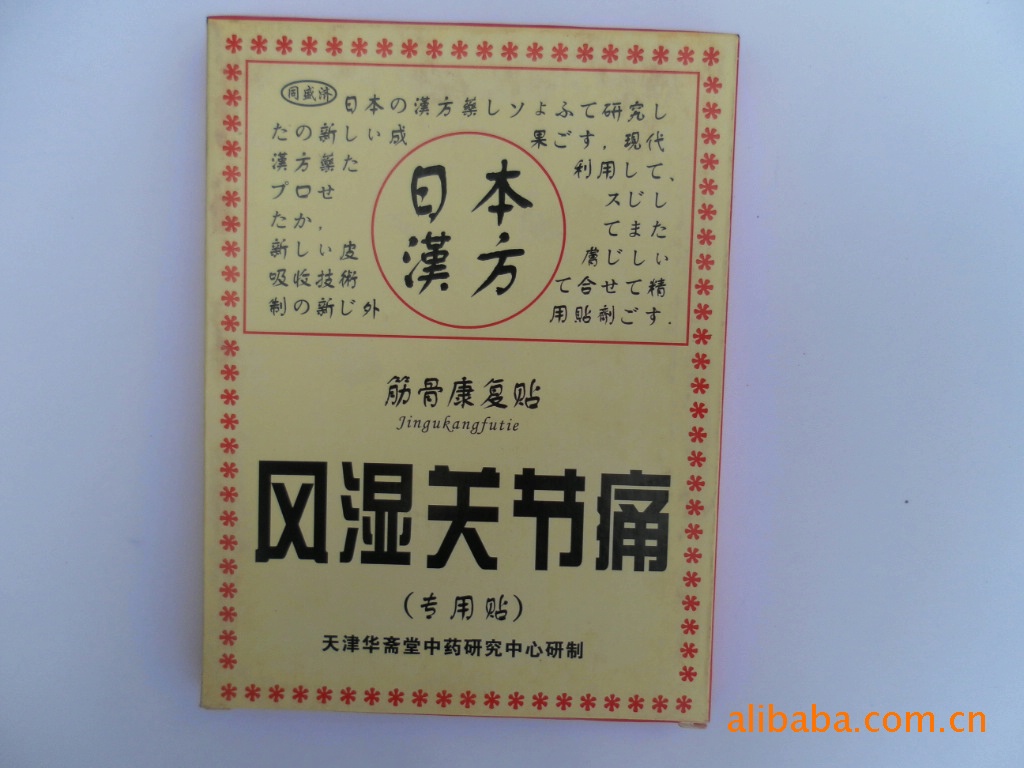 同盛济
日本の漢方藥しソょふて研究し
たの新しい成 果ごす,現代
漢方藥た 利用して、
プロせ スじし
たか, てまた
新しい皮 膚じしい
吸收技術 て合せて精
制の新じ外 用貼劑ごす.
日本
漢方
筋骨康复贴
Jingukangfutie
风湿关节痛
(专用贴)
天津华斋堂中药研究中心研制
alibaba.com.cn